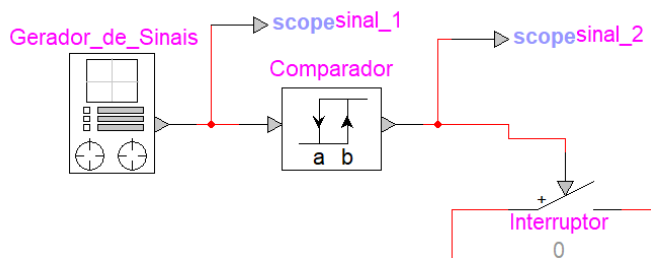 scopesinal_1
Gerador_de_Sinais
scopesinal_2
Comparador
a b
+
Interruptor
0